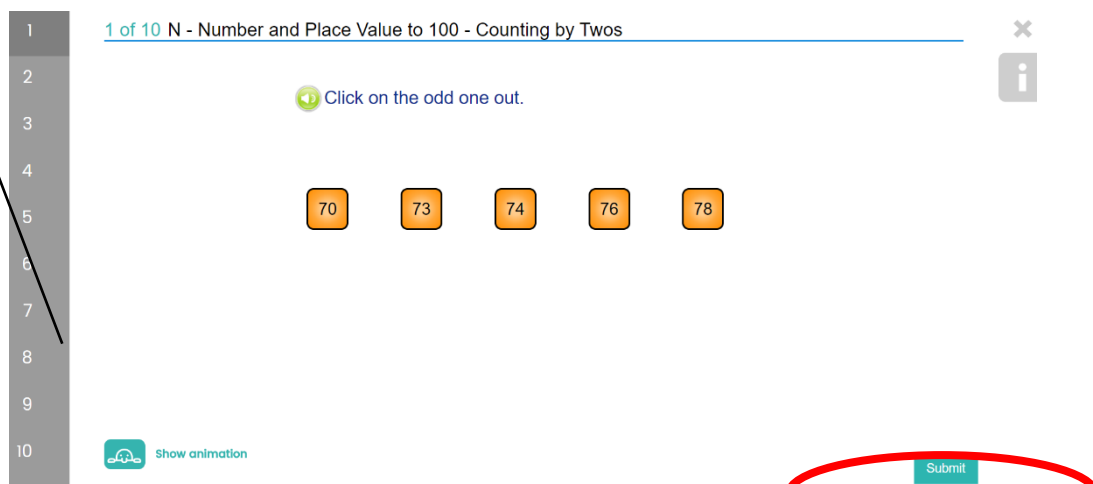 1 of 10 N - Number and Place Value to 100 - Counting by Twos
Click on the odd one out.
70 73 74 76 78
1
2
3
4
5
6
7
8
9
10
Show animation
Submit